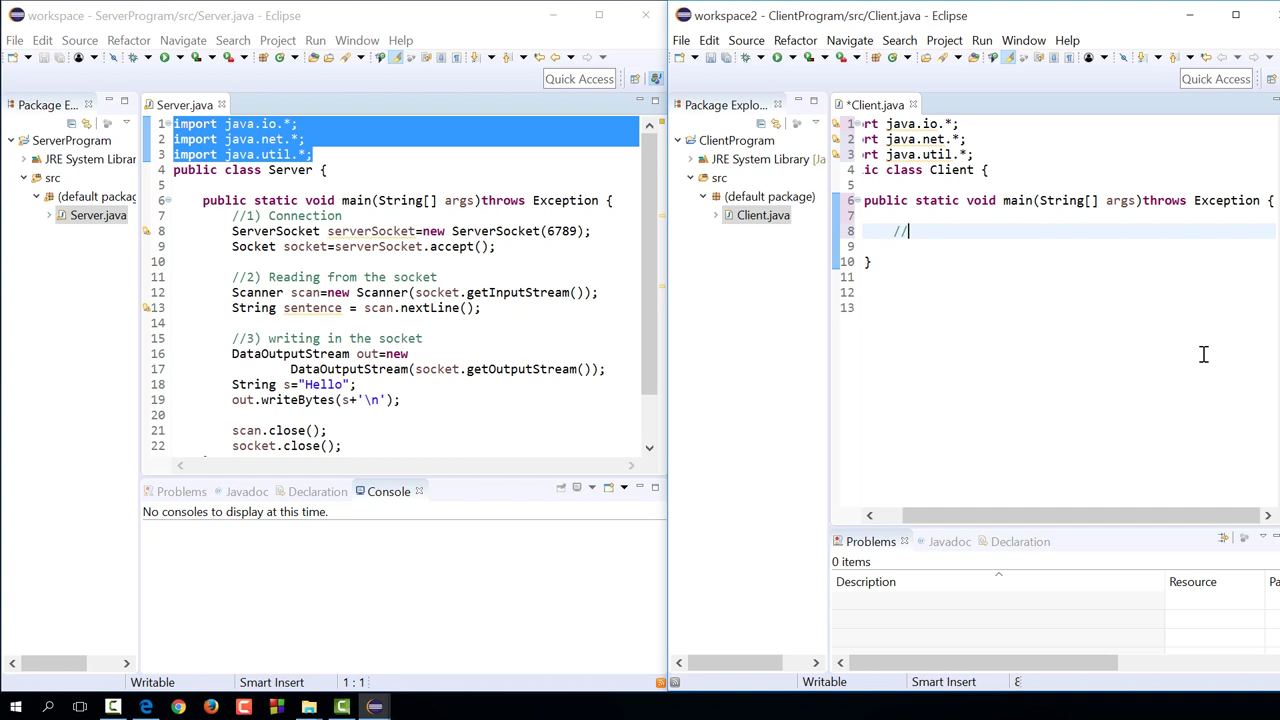 workspace - ServerProgram/src/Server.java - Eclipse
File Edit Source Refactor Navigate Search Project Run Window Help
Quick Access
Package E...
ServerProgram
JRE System Librar
src
(default packag
Server.java
Server.java
1 import java.io.*;
2 import java.net.*;
3 import java.util.*;
4 public class Server {
5
6 public static void main(String[] args)throws Exception {
7 //1) Connection
8 ServerSocket serverSocket=new ServerSocket(6789);
9 Socket socket=serverSocket.accept();
10
11 //2) Reading from the socket
12 Scanner scan=new Scanner(socket.getInputStream());
13 String sentence = scan.nextLine();
14
15 //3) writing in the socket
16 DataOutputStream out=new
17 DataOutputStream(socket.getOutputStream());
18 String s="Hello";
19 out.writeBytes(s+'\n');
20
21 scan.close();
22 socket.close();
Problems Javadoc Declaration Console
No consoles to display at this time.
Writable Smart Insert 1 : 1
workspace2 - ClientProgram/src/Client.java - Eclipse
File Edit Source Refactor Navigate Search Project Run Window Help
Quick Access
Package Explo...
ClientProgram
JRE System Library [Ja
src
(default package)
Client.java
*Client.java
1 rt java.io.*;
2 rt java.net.*;
3 rt java.util.*;
4 ic class Client {
5
6 public static void main(String[] args)throws Exception {
7
8 //
9
10 }
11
12
13
Problems Javadoc Declaration
0 items
Description Resource Pa
Writable Smart Insert